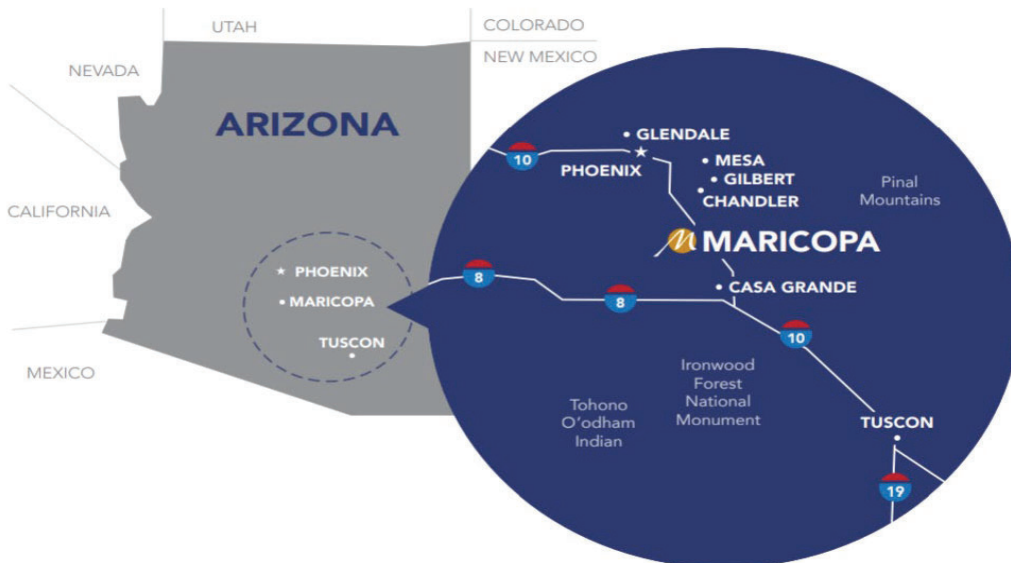 UTAH
COLORADO
NEW MEXICO
NEVADA
ARIZONA
CALIFORNIA
PHOENIX
MARICOPA
TUSCON
MEXICO
GLENDALE
10
PHOENIX
MESA
GILBERT
CHANDLER
Pinal
Mountains
M MARICOPA
8
8
CASA GRANDE
10
Ironwood
Forest
National
Monument
Tohono
O'odham
Indian
TUSCON
19